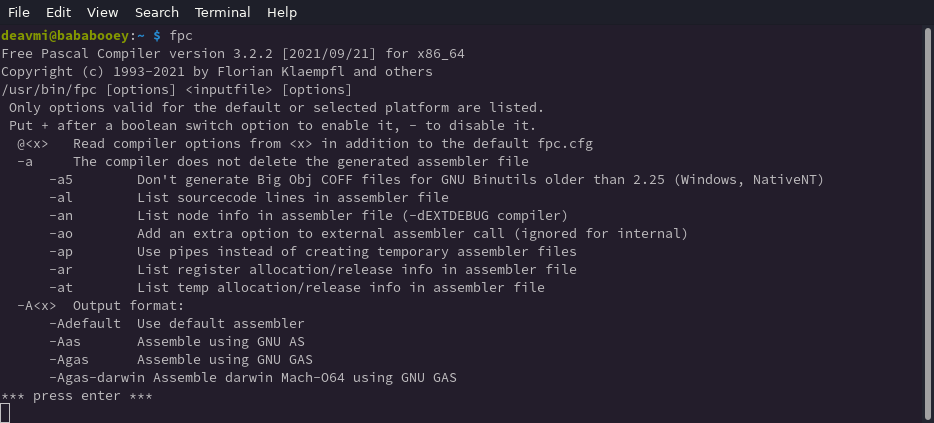 File Edit View Search Terminal Help
deavmi@bababooey:~ $ fpc
Free Pascal Compiler version 3.2.2 [2021/09/21] for x86_64
Copyright (c) 1993-2021 by Florian Klaempfl and others
/usr/bin/fpc [options] <inputfile> [options]
 Only options valid for the default or selected platform are listed.
 Put + after a boolean switch option to enable it, - to disable it.
  @<x>   Read compiler options from <x> in addition to the default fpc.cfg
  -a     The compiler does not delete the generated assembler file
      -a5        Don't generate Big Obj COFF files for GNU Binutils older than 2.25 (Windows, NativeNT)
      -al        List sourcecode lines in assembler file
      -an        List node info in assembler file (-dEXTDEBUG compiler)
      -ao        Add an extra option to external assembler call (ignored for internal)
      -ap        Use pipes instead of creating temporary assembler files
      -ar        List register allocation/release info in assembler file
      -at        List temp allocation/release info in assembler file
  -A<x>  Output format:
      -Adefault  Use default assembler
      -Aas       Assemble using GNU AS
      -Agas      Assemble using GNU GAS
      -Agas-darwin Assemble darwin Mach-O64 using GNU GAS
*** press enter ***